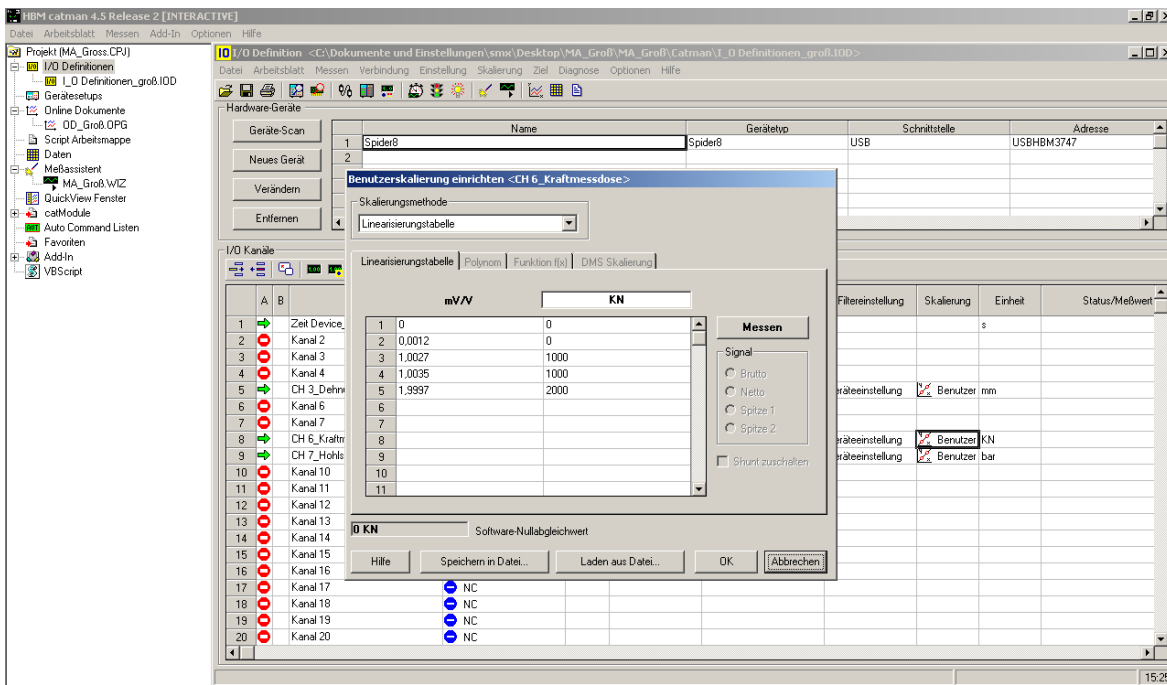 HBM catman 4.5 Release 2 [INTERACTIVE]
Datei Arbeitsblatt Messen Add-In Optionen Hilfe
Projekt (MA_Gross.CPJ)
I/O Definitionen
I_O Definitionen_groß.IOD
Gerätesetups
Online Dokumente
OD_Groß.OPG
Script Arbeitsmappe
Daten
Meßassistent
MA_Groß.WIZ
QuickView Fenster
catModule
Auto Command Listen
Favoriten
Add-In
VBScript
I/O Definition <C:\Dokumente und Einstellungen\smx\Desktop\MA_Groß\MA_Groß\Catman\I_O Definitionen_groß.IOD>
Datei Arbeitsblatt Messen Verbindung Einstellung Skalierung Ziel Diagnose Optionen Hilfe
Hardware-Geräte
Geräte-Scan
Neues Gerät
Verändern
Entfernen
Name Gerätetyp Schnittstelle Adresse
1 Spider8 Spider8 USB USBHBM3747
2
I/O Kanäle
A B Filtereinstellung Skalierung Einheit Status/Meßwert
1 Zeit Device_ s
2 Kanal 2
3 Kanal 3
4 Kanal 4
5 CH 3_Dehn eräteeinstellung Benutzer mm
6 Kanal 6
7 Kanal 7
8 CH 6_Kraftm eräteeinstellung Benutzer KN
9 CH 7_Hohls eräteeinstellung Benutzer bar
10 Kanal 10
11 Kanal 11
12 Kanal 12
13 Kanal 13
14 Kanal 14
15 Kanal 15
16 Kanal 16
17 Kanal 17 NC
18 Kanal 18 NC
19 Kanal 19 NC
20 Kanal 20 NC
Benutzerskalierung einrichten <CH 6_Kraftmessdose>
Skalierungsmethode
Linearisierungstabelle
Linearisierungstabelle Polynom Funktion f(x) DMS Skalierung
mV/V KN
1 0 0
2 0,0012 0
3 1,0027 1000
4 1,0035 1000
5 1,9997 2000
6
7
8
9
10
11
Messen
Signal
Brutto
Netto
Spitze 1
Spitze 2
Shunt zuschalten
0 KN Software-Nullabgleichwert
Hilfe Speichern in Datei... Laden aus Datei... OK Abbrechen